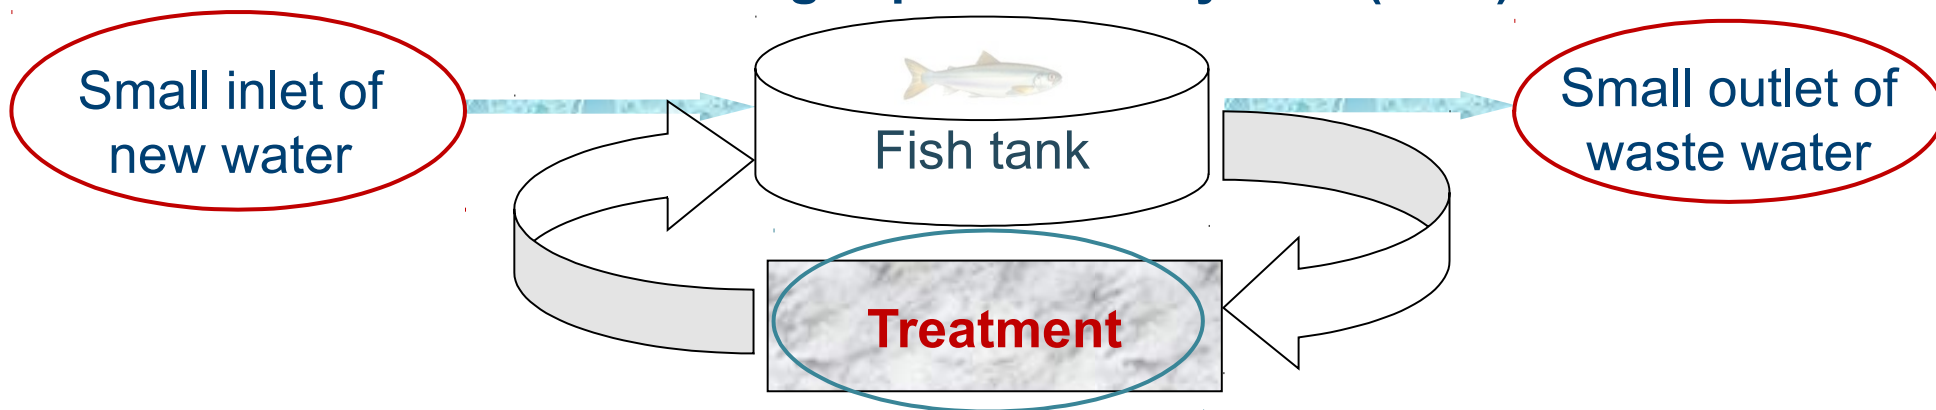 Small inlet of
new water
Fish tank
Small outlet of
waste water
Treatment